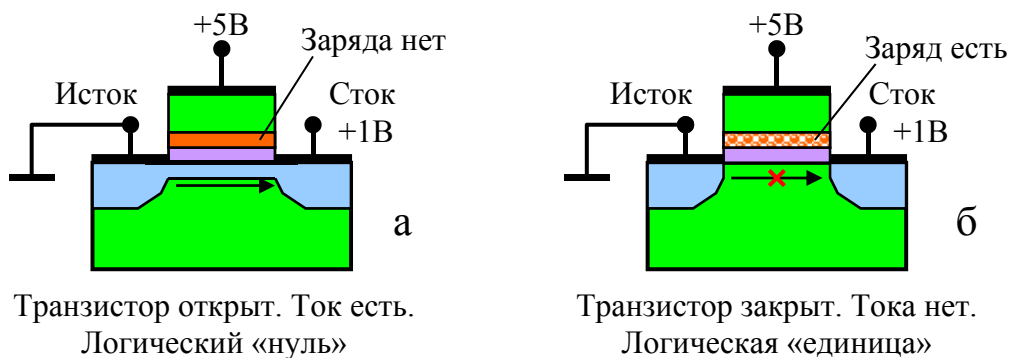 +5В
Заряда нет
Исток
Сток
+1В
а
Транзистор открыт. Ток есть.
Логический «нуль»
+5В
Заряд есть
Исток
Сток
+1В
б
Транзистор закрыт. Тока нет.
Логическая «единица»